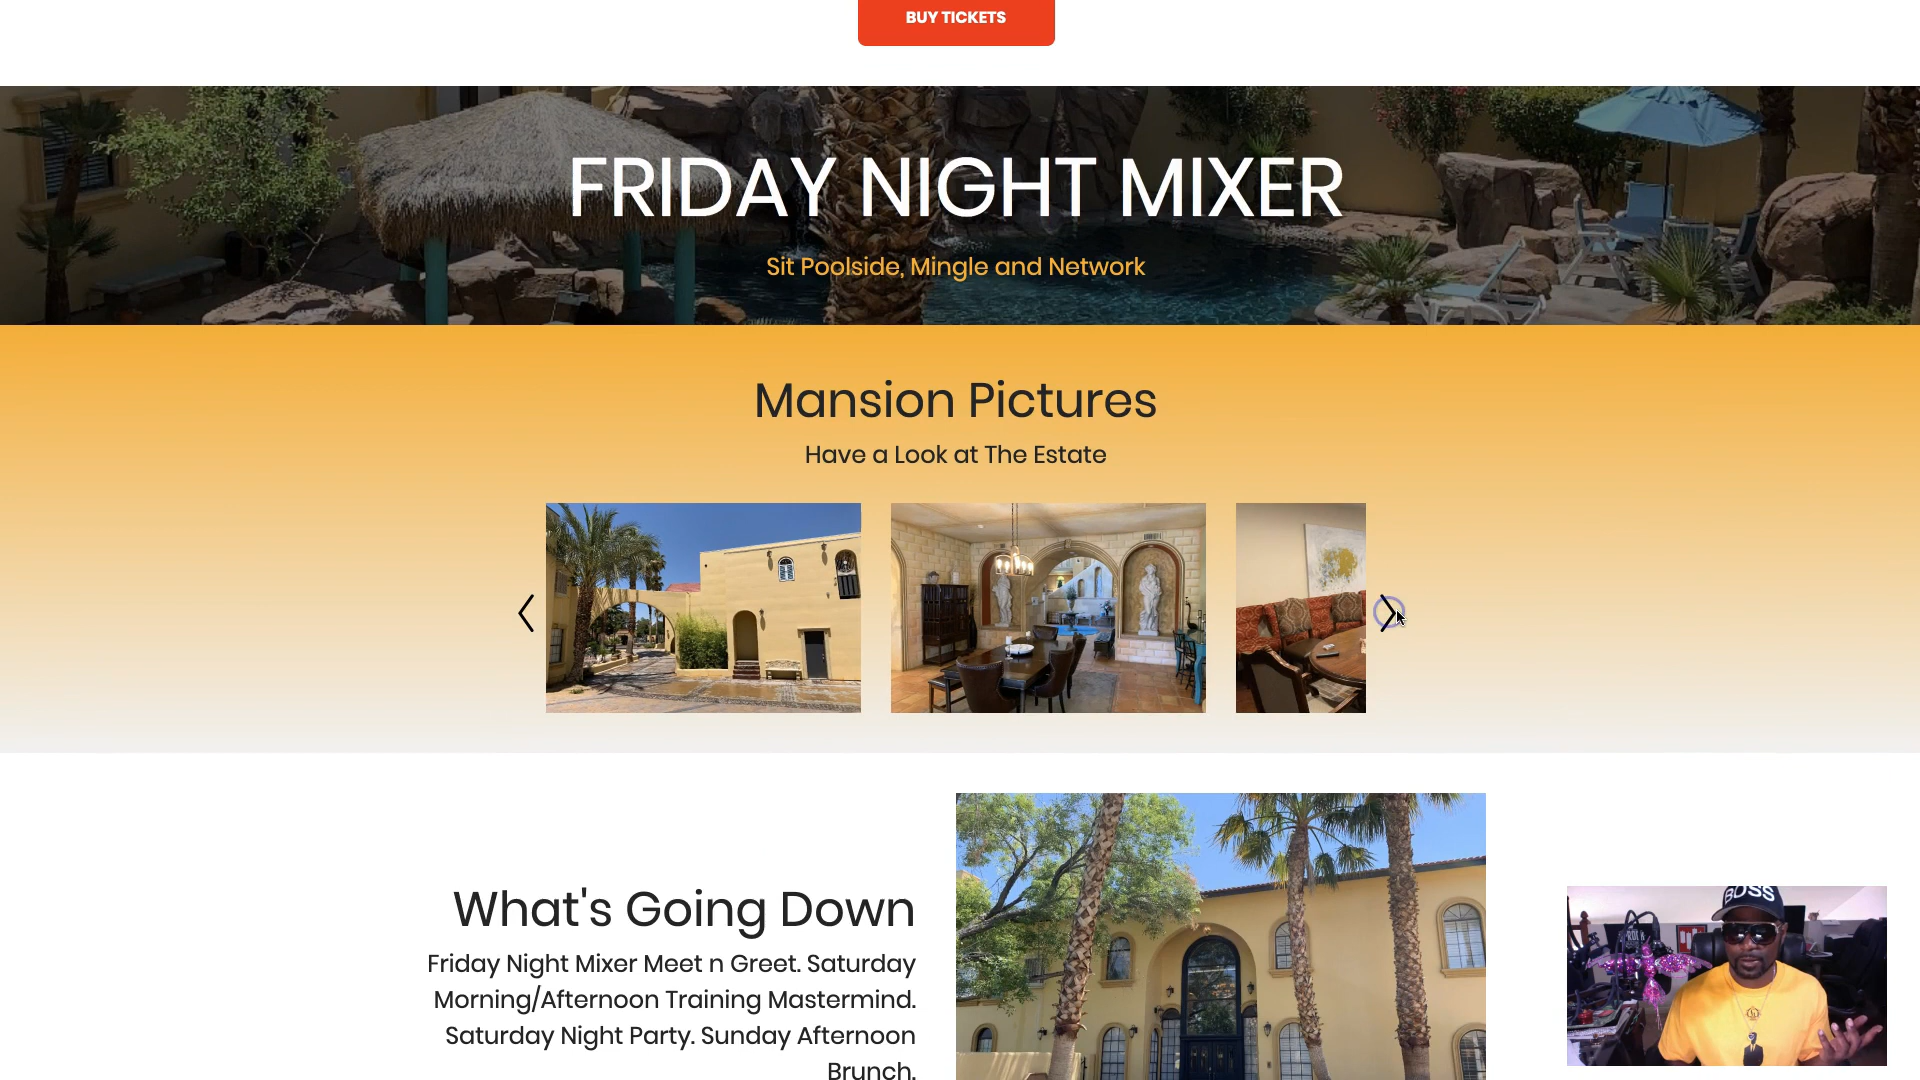 BUY TICKETS
FRIDAY NIGHT MIXER
Sit Poolside, Mingle and Network
Mansion Pictures
Have a Look at The Estate
What's Going Down
Friday Night Mixer Meet n Greet. Saturday
Morning/Afternoon Training Mastermind.
Saturday Night Party. Sunday Afternoon
Brunch.
BOSS